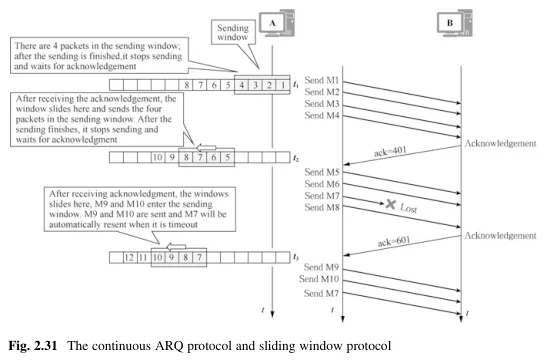 A
B
Sending
window
There are 4 packets in the sending window;
after the sending is finished,it stops sending
and waits for acknowledgement
8 7 6 5 4 3 2 1 t1
Send M1
Send M2
Send M3
Send M4
Acknowledgement
ack=401
After receiving the acknowledgement, the
window slides here and sends the four
packets in the sending window. After the
sending finishes, it stops sending and
waits for acknowledgment
10 9 8 7 6 5 t2
Send M5
Send M6
Send M7
Send M8
Lost
Acknowledgement
ack=601
After receiving acknowledgment, the windows
slides here, M9 and M10 enter the sending
window. M9 and M10 are sent and M7 will be
automatically resent when it is timeout
12 11 10 9 8 7 t3
Send M9
Send M10
Send M7
t
t
t
Fig. 2.31 The continuous ARQ protocol and sliding window protocol